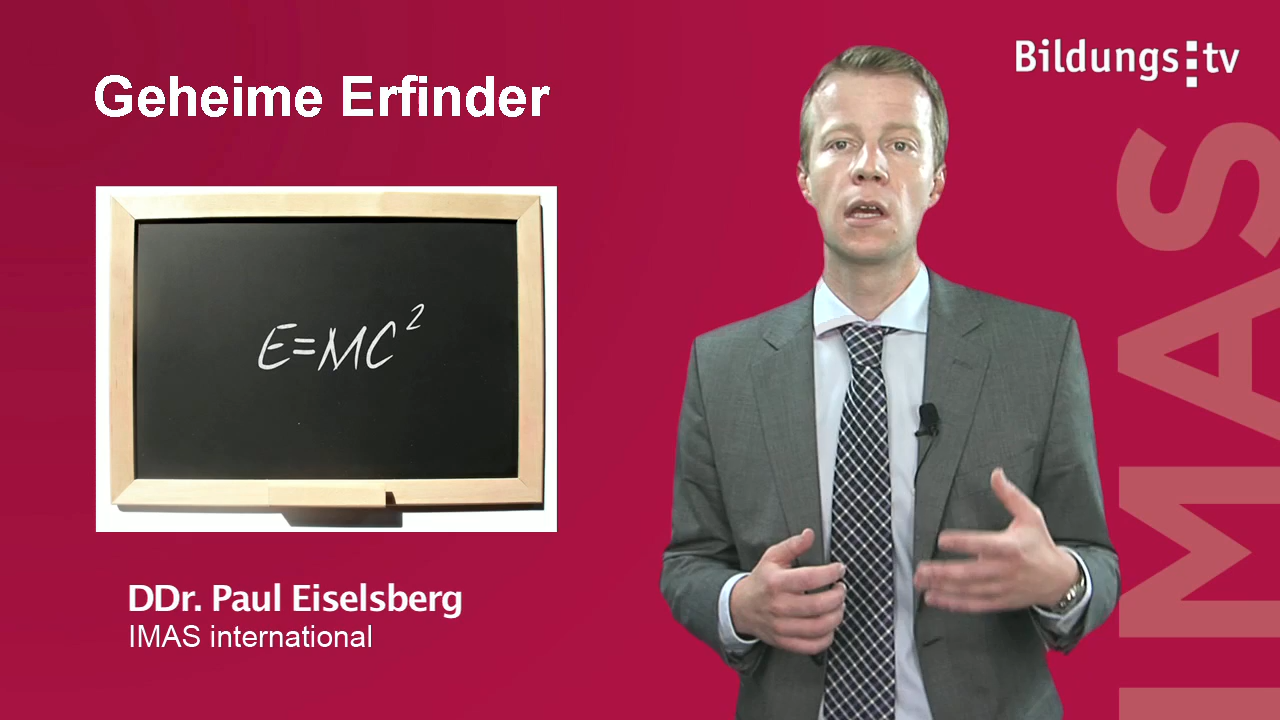 Geheime Erfinder
Bildungs:tv
E=MC²
DDr. Paul Eiselsberg
IMAS international
IMAS